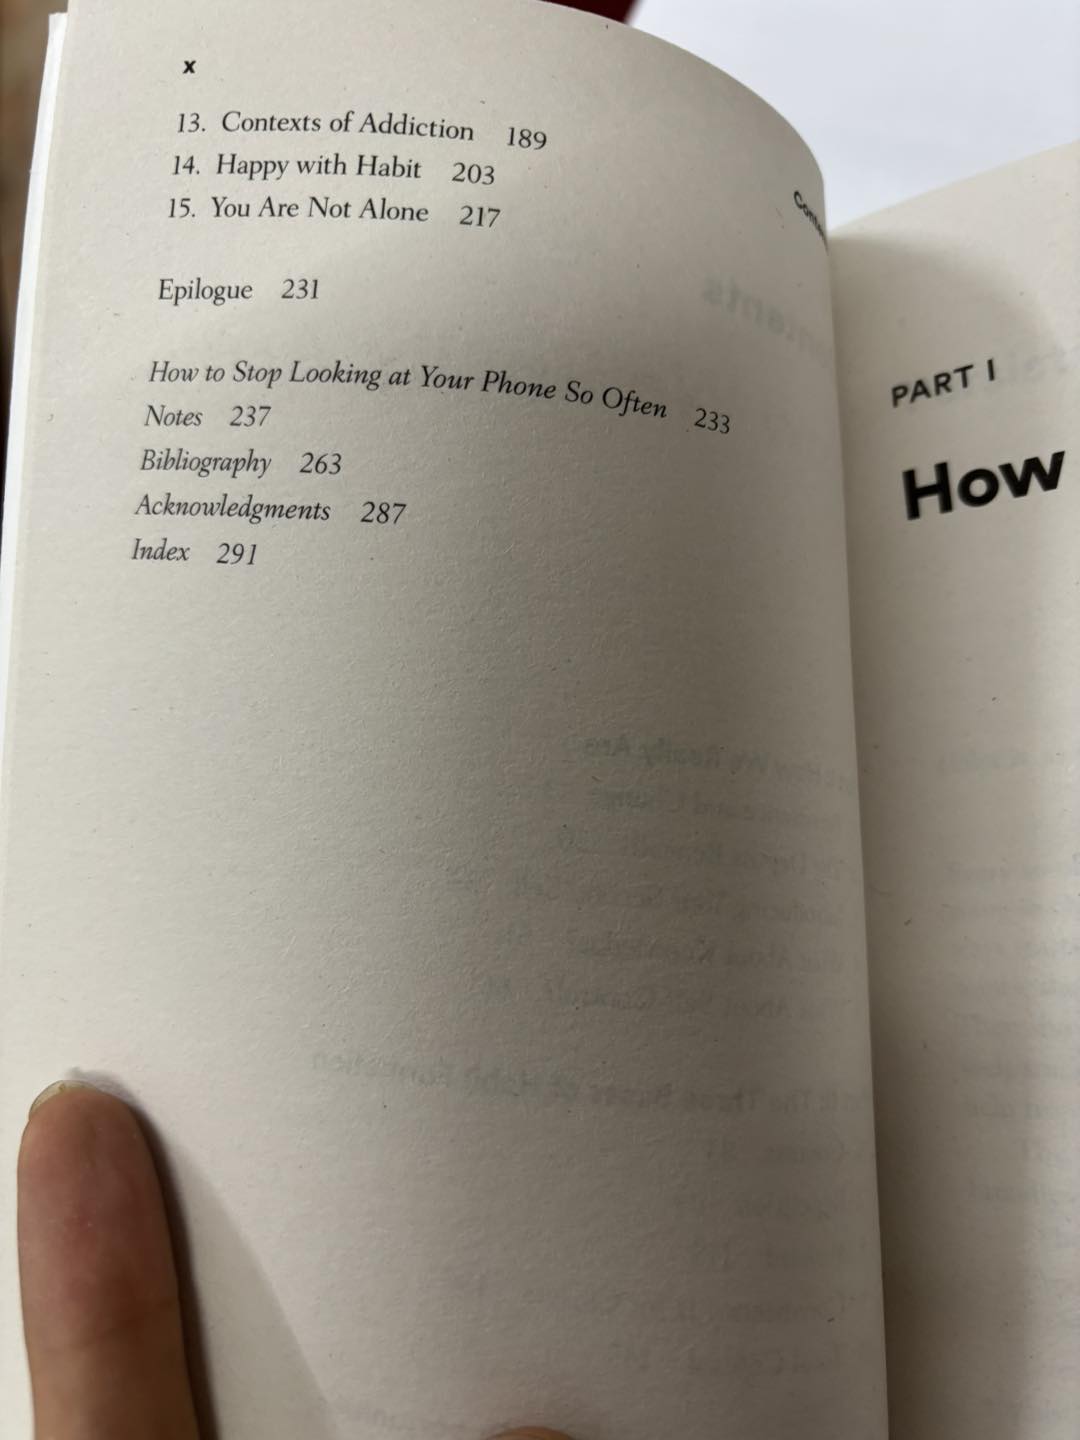 x
Conte
13. Contexts of Addiction 189
14. Happy with Habit 203
15. You Are Not Alone 217
Epilogue 231
How to Stop Looking at Your Phone So Often 233
Notes 237
Bibliography 263
Acknowledgments 287
Index 291
PART I
How